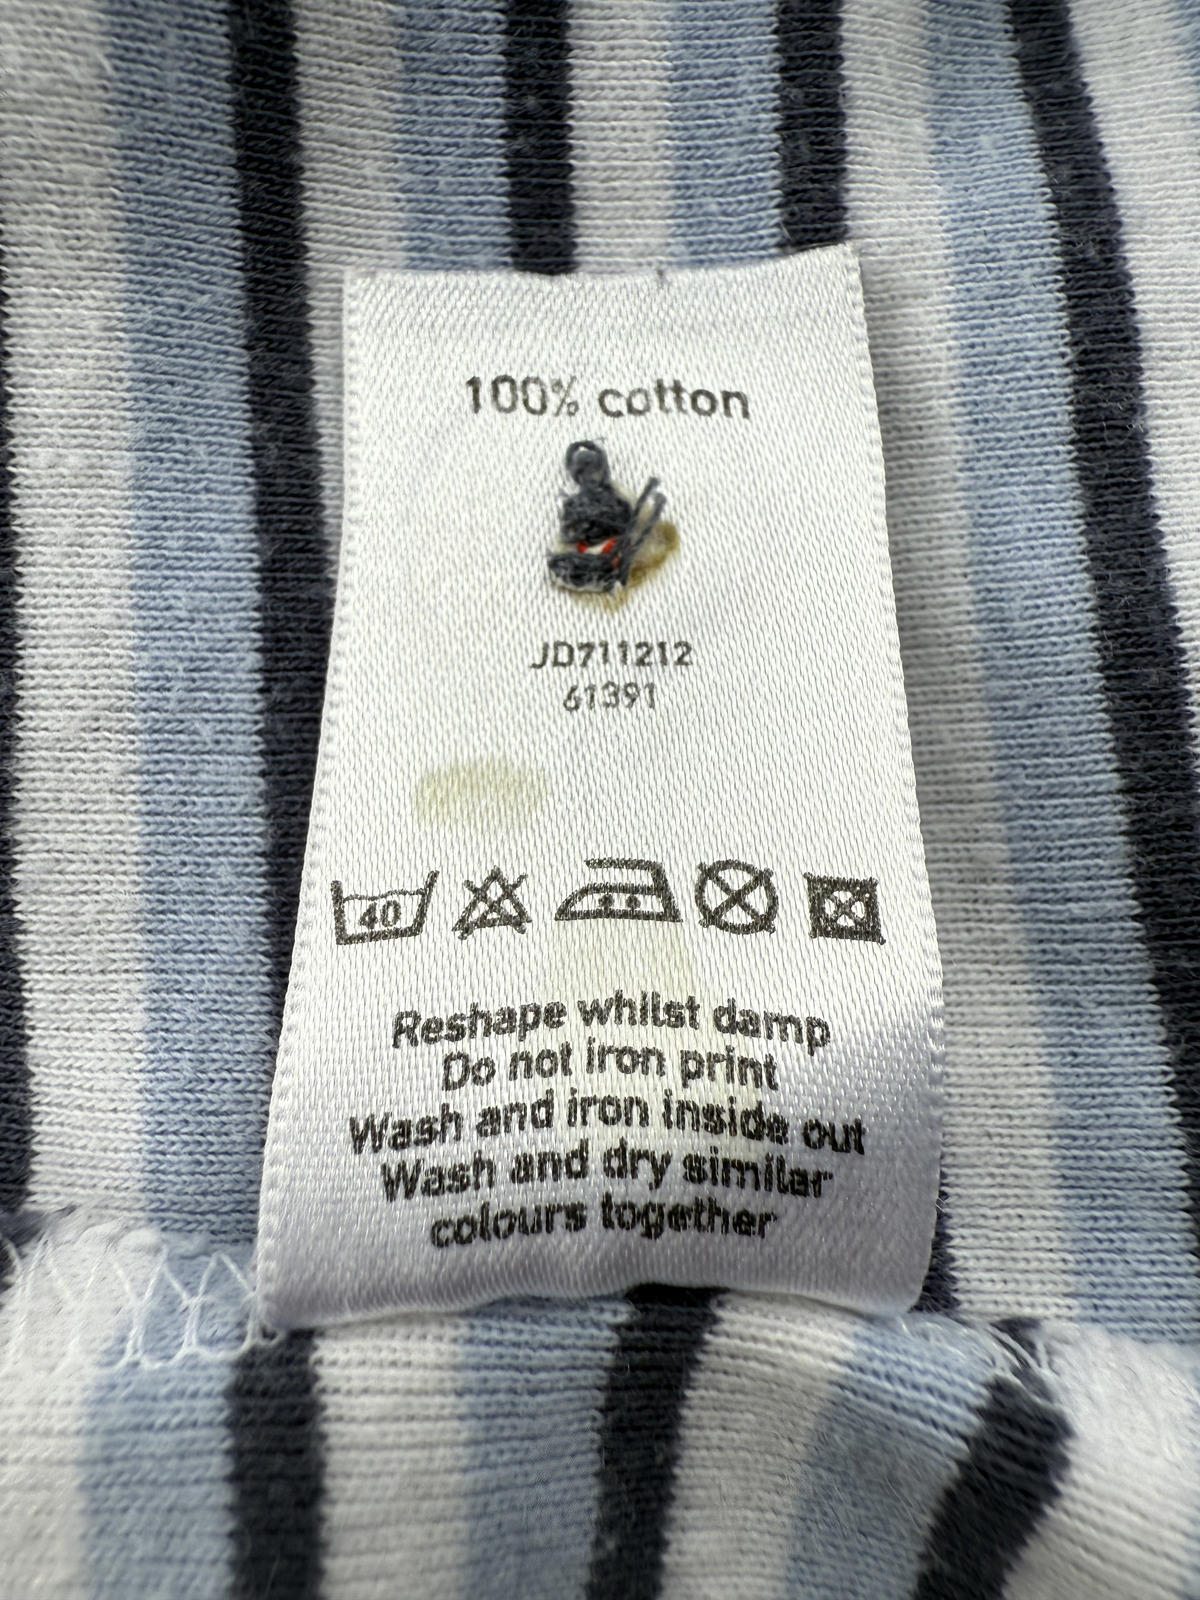 100% cotton
JD711212
61391
40
Reshape whilst damp
Do not iron print
Wash and iron inside out
Wash and dry similar
colours together